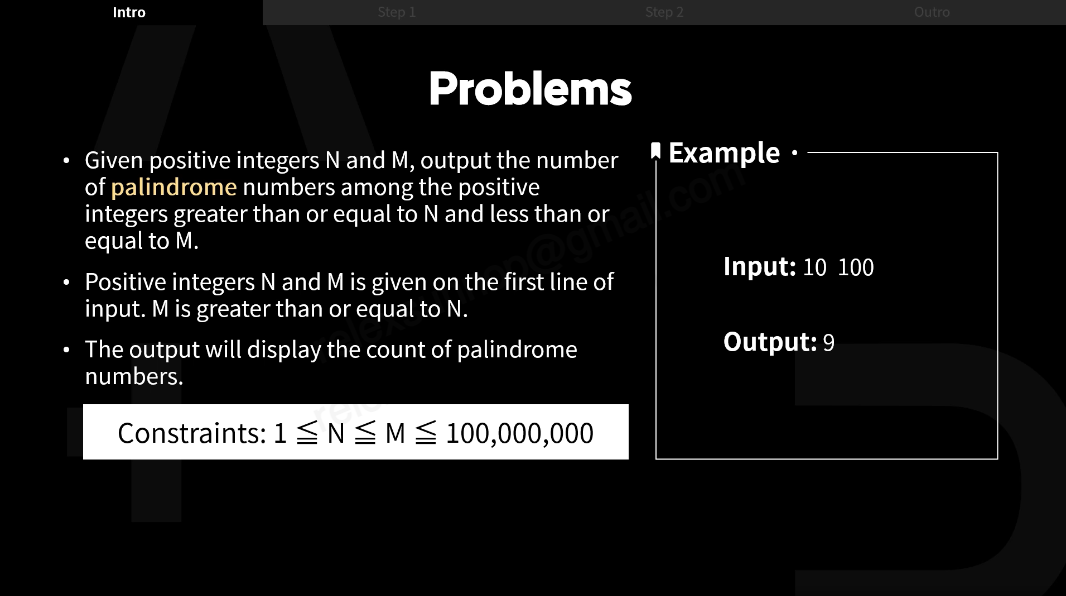 Intro Step 1 Step 2 Outro
Problems
• Given positive integers N and M, output the number
of palindrome numbers among the positive
integers greater than or equal to N and less than or
equal to M.
• Positive integers N and M is given on the first line of
input. M is greater than or equal to N.
• The output will display the count of palindrome
numbers.
Constraints: 1 ≦ N ≦ M ≦ 100,000,000
Example
Input: 10 100
Output: 9